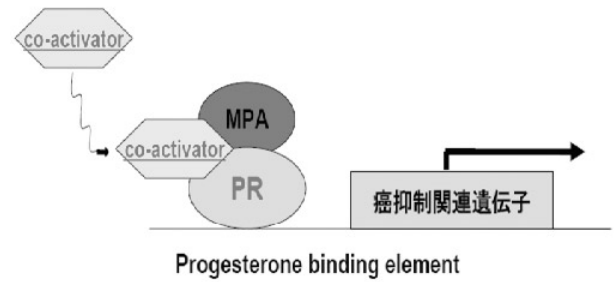 co-activator
MPA
co-activator
PR
癌抑制関連遺伝子
Progesterone binding element